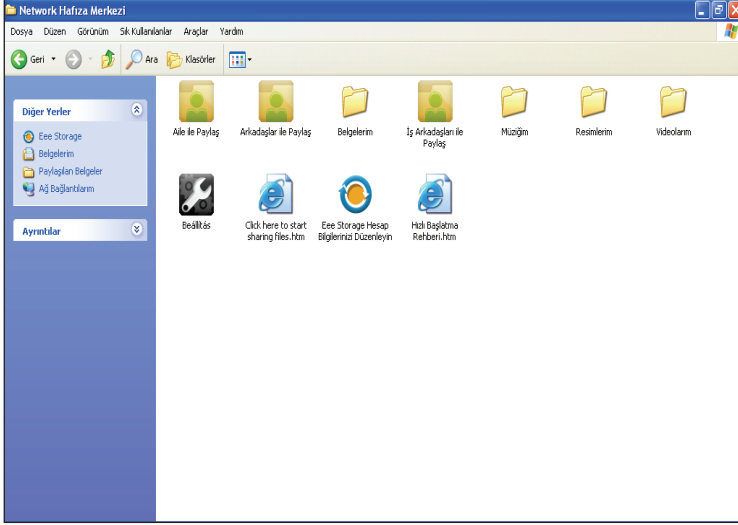 Network Hafıza Merkezi
Dosya Düzen Görünüm Sık Kullanılanlar Araçlar Yardım
Geri Ara Klasörler
Diğer Yerler
Eee Storage
Belgelerim
Paylaşılan Belgeler
Ağ Bağlantılarım
Ayrıntılar
Aile ile Paylaş
Arkadaşlar ile Paylaş
Belgelerim
İş Arkadaşları ile
Paylaş
Müziğim
Resimlerim
Videolarım
Beállítás
Click here to start
sharing files.htm
Eee Storage Hesap
Bilgilerinizi Düzenleyin
Hızlı Başlatma
Rehberi.htm